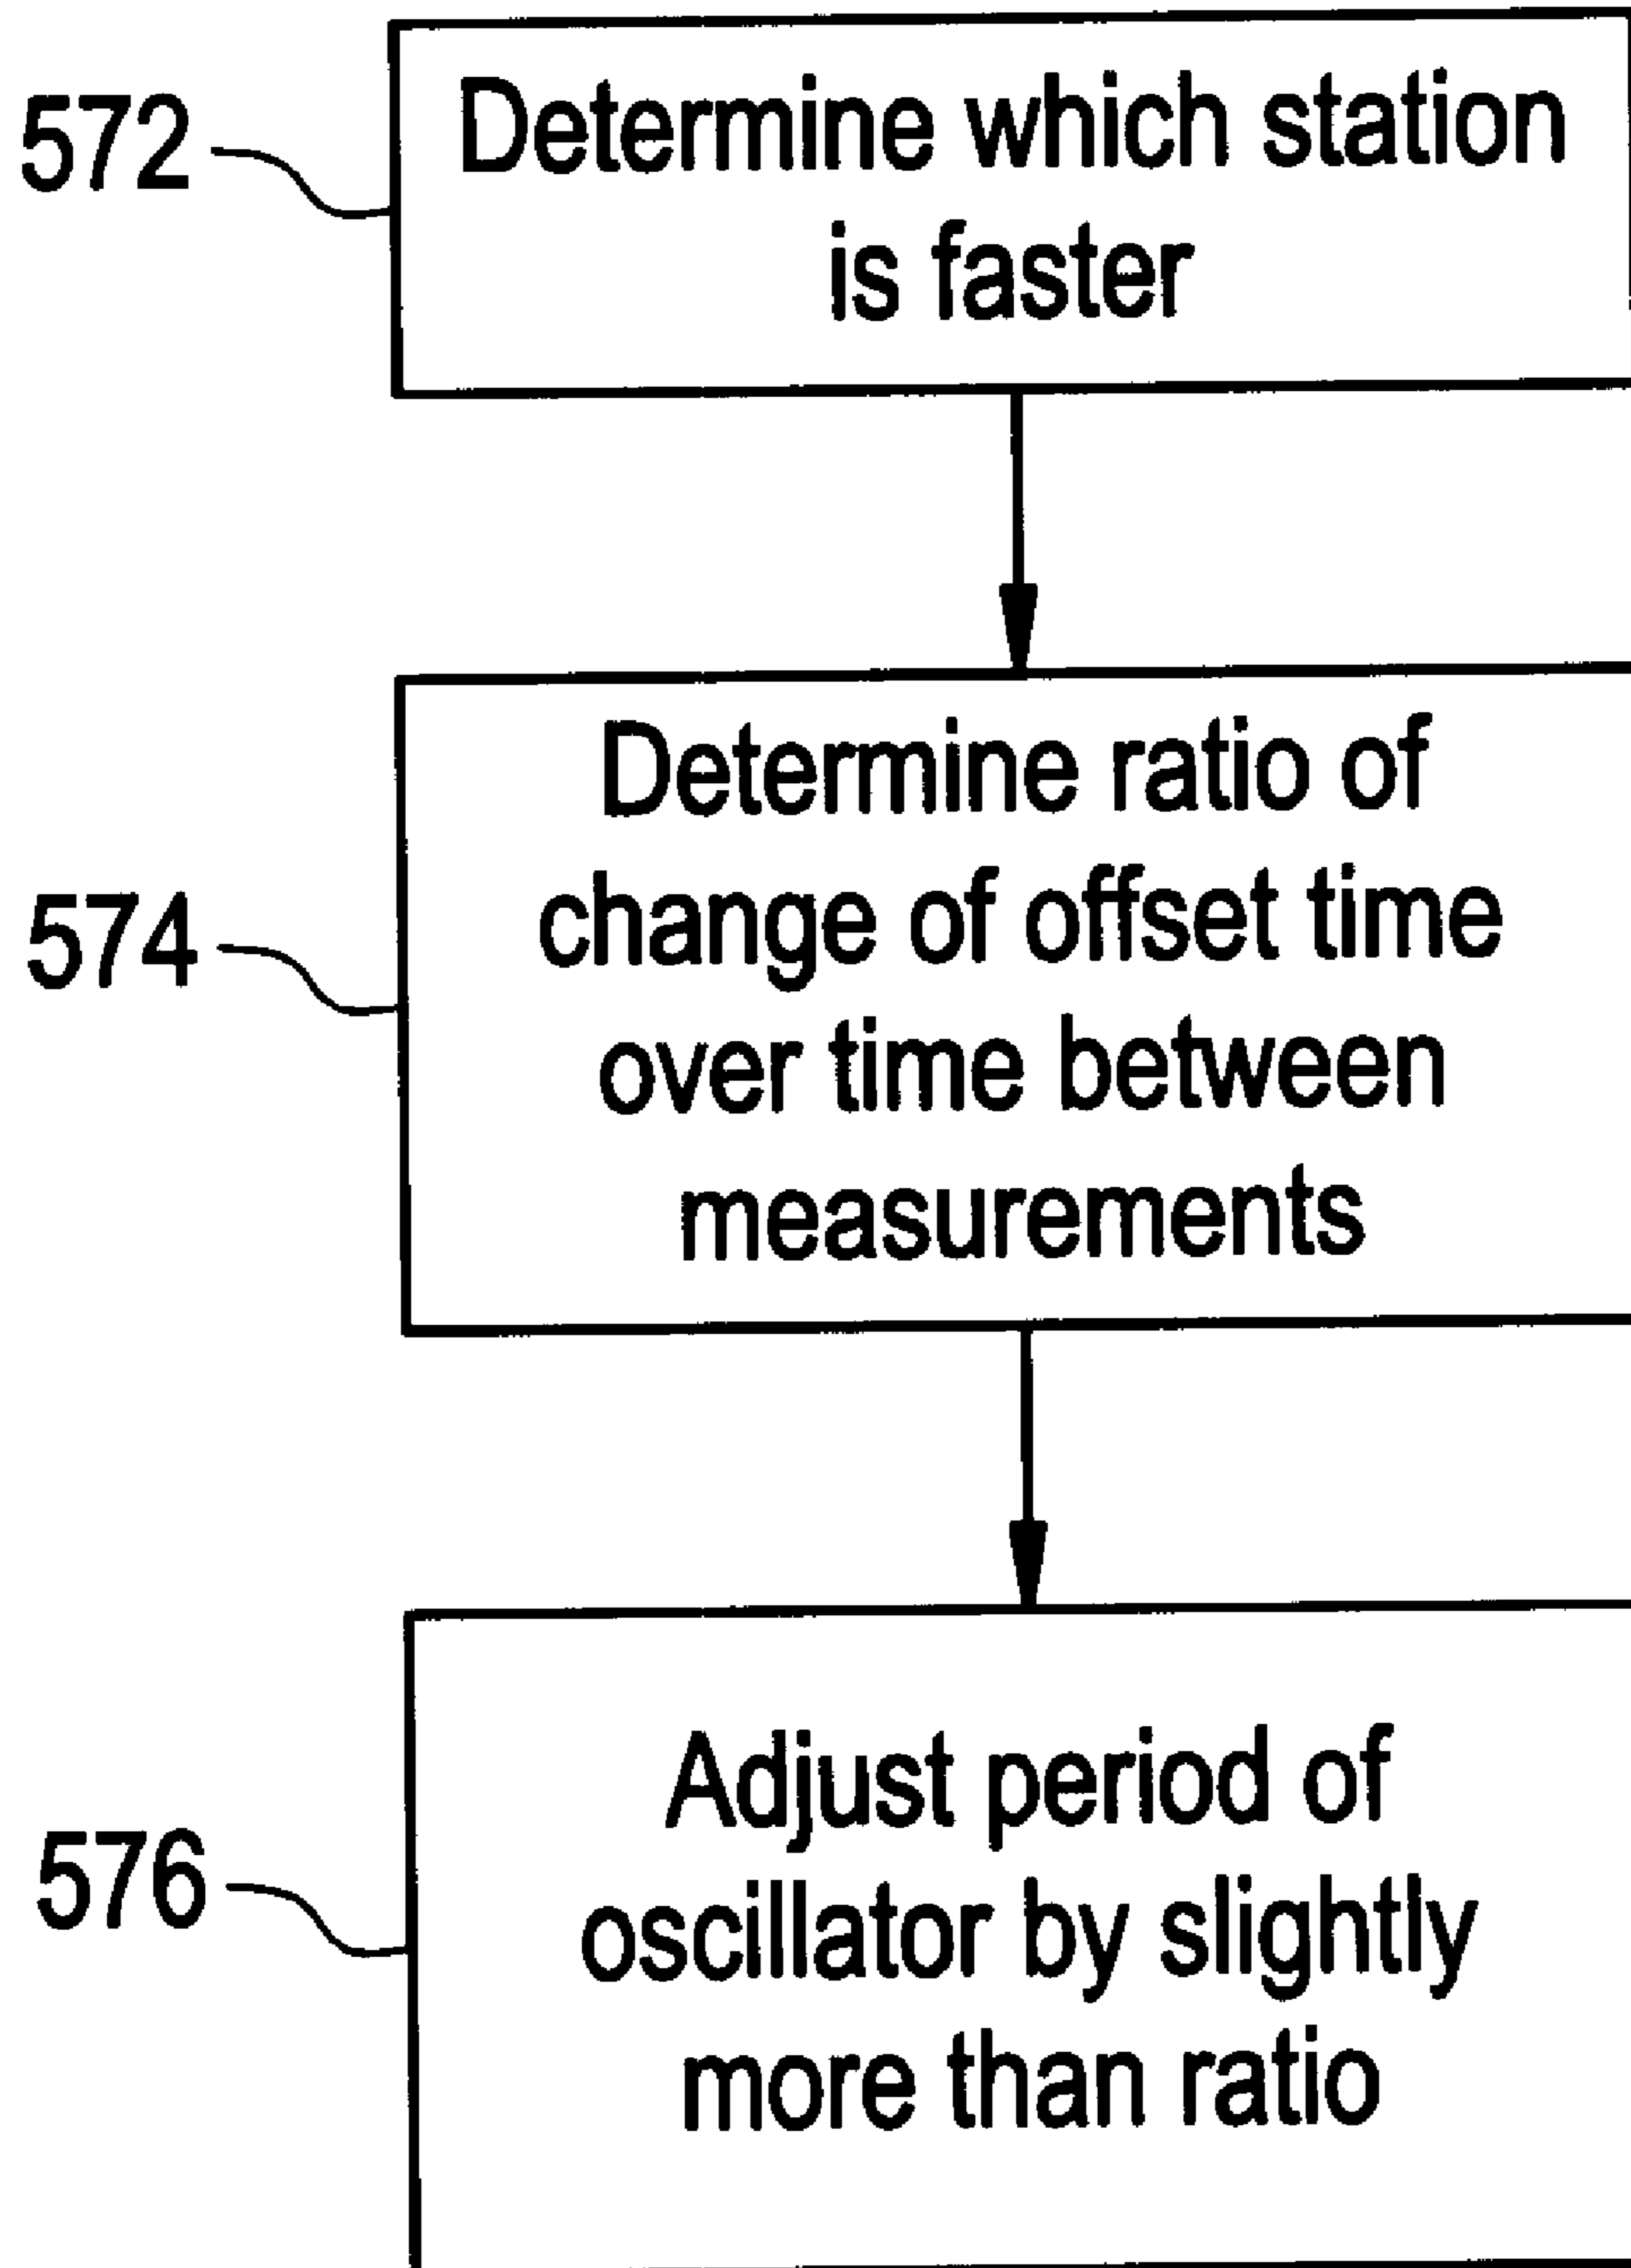 572
Determine which station
is faster
574
Determine ratio of
change of offset time
over time between
measurements
576
Adjust period of
oscillator by slightly
more than ratio